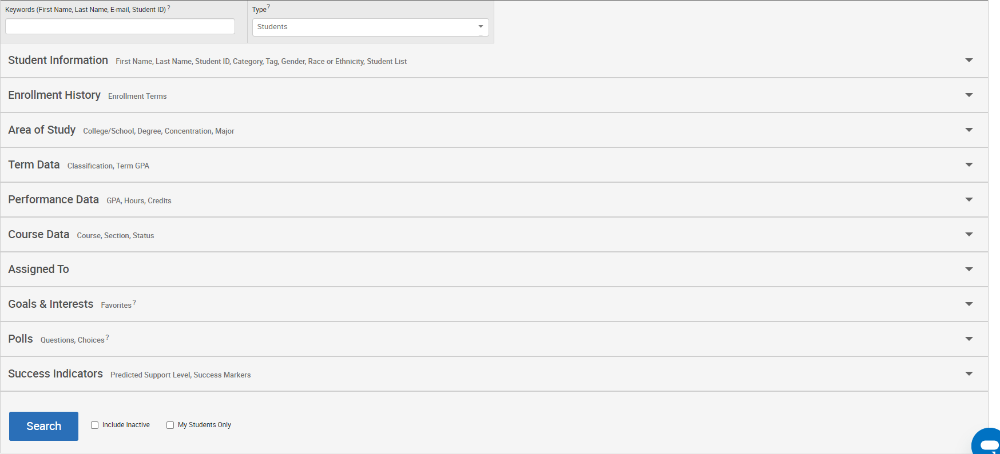 Keywords (First Name, Last Name, E-mail, Student ID) ?
Type ?
Students
Student Information First Name, Last Name, Student ID, Category, Tag, Gender, Race or Ethnicity, Student List
Enrollment History Enrollment Terms
Area of Study College/School, Degree, Concentration, Major
Term Data Classification, Term GPA
Performance Data GPA, Hours, Credits
Course Data Course, Section, Status
Assigned To
Goals & Interests Favorites ?
Polls Questions, Choices ?
Success Indicators Predicted Support Level, Success Markers
Search Include Inactive My Students Only